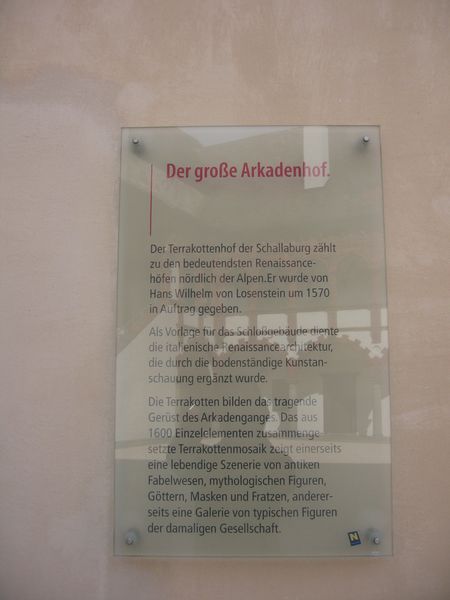 Der große Arkadenhof.
Der Terrakottenhof der Schallaburg zählt
zu den bedeutendsten Renaissance-
höfen nördlich der Alpen.Er wurde von
Hans Wilhelm von Losenstein um 1570
in Auftrag gegeben.
Als Vorlage für das Schloßgebäude diente
die italienische Renaissancearchitektur,
die durch die bodenständige Kunstan-
schauung ergänzt wurde.
Die Terrakotten bilden das tragende
Gerüst des Arkadenganges. Das aus
1600 Einzelelementen zusammenge-
setzte Terrakottenmosaik zeigt einerseits
eine lebendige Szenerie von antiken
Fabelwesen, mythologischen Figuren,
Göttern, Masken und Fratzen, anderer-
seits eine Galerie von typischen Figuren
der damaligen Gesellschaft.
N